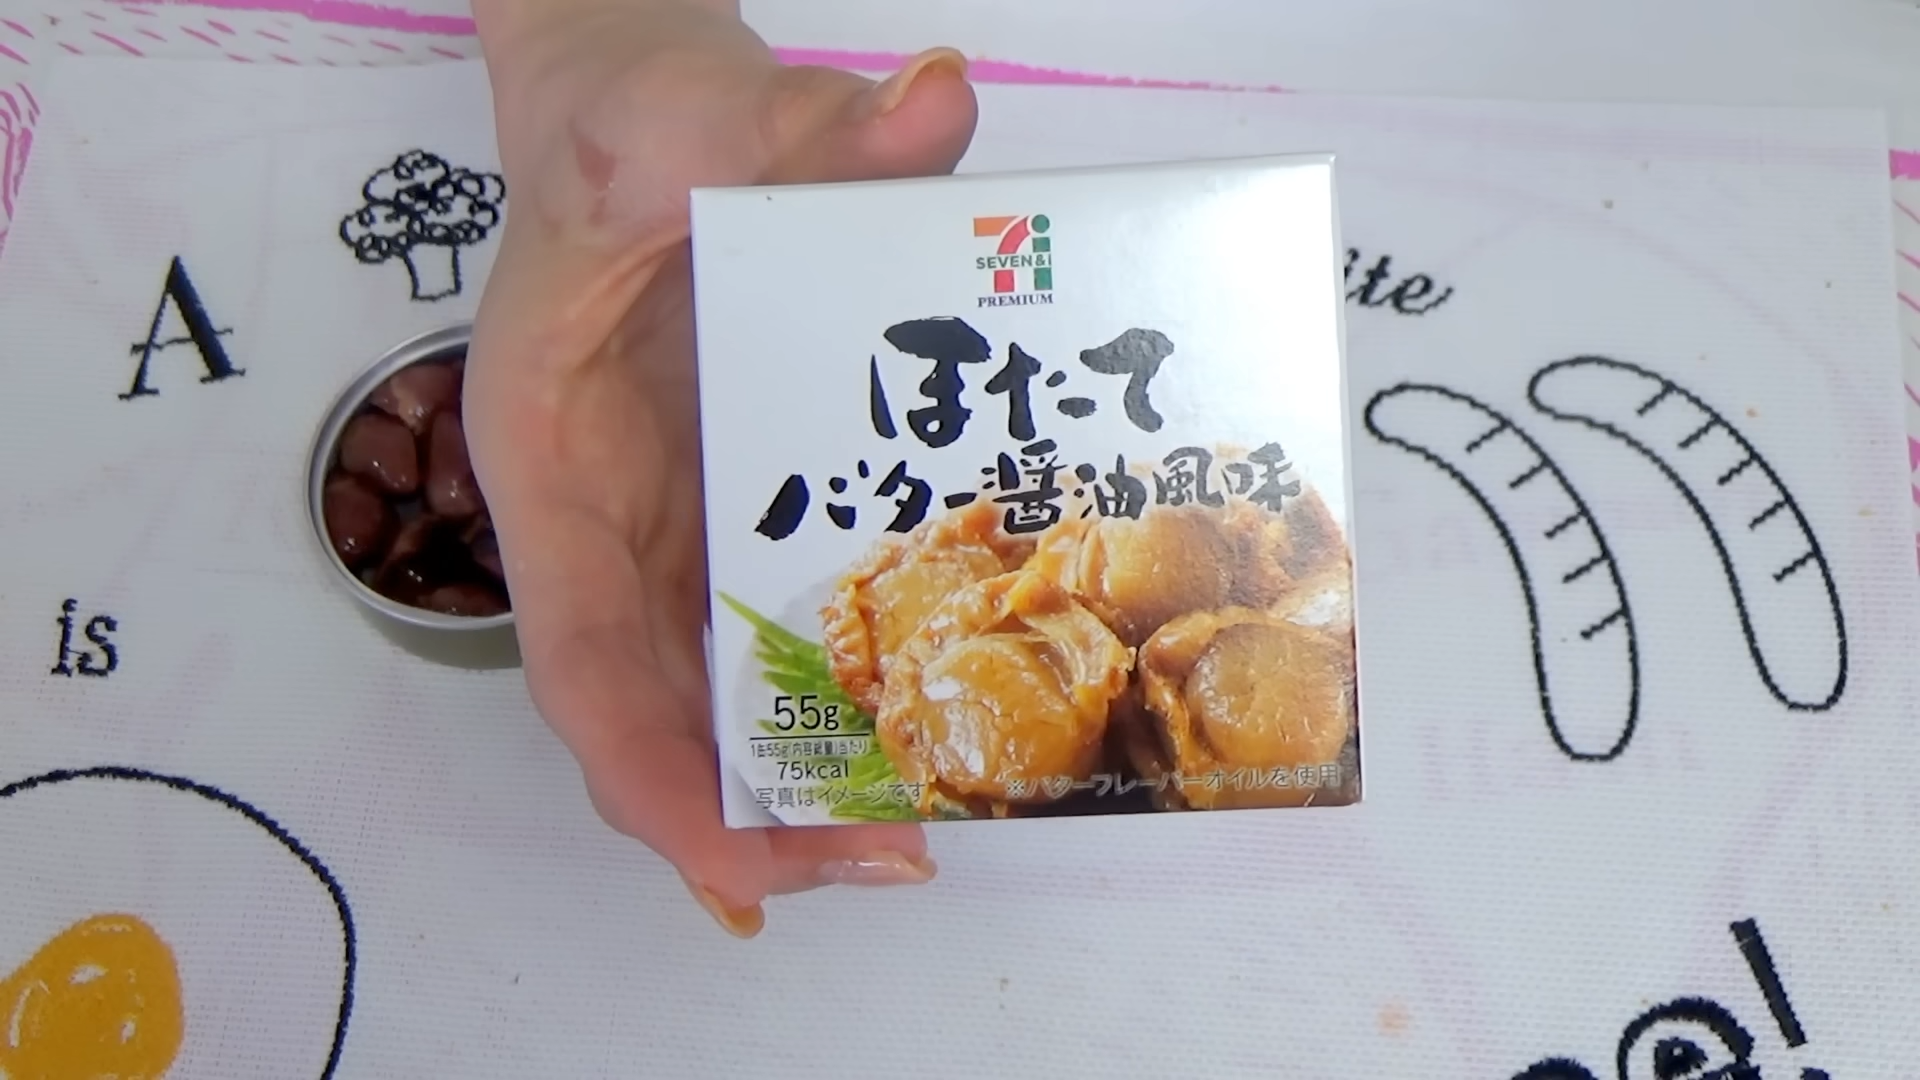 A
is
ite
SEVEN&i
PREMIUM
ほたて
バター醤油風味
55g
1缶55g(内容総量)当たり
75kcal
写真はイメージです
※バターフレーバーオイルを使用